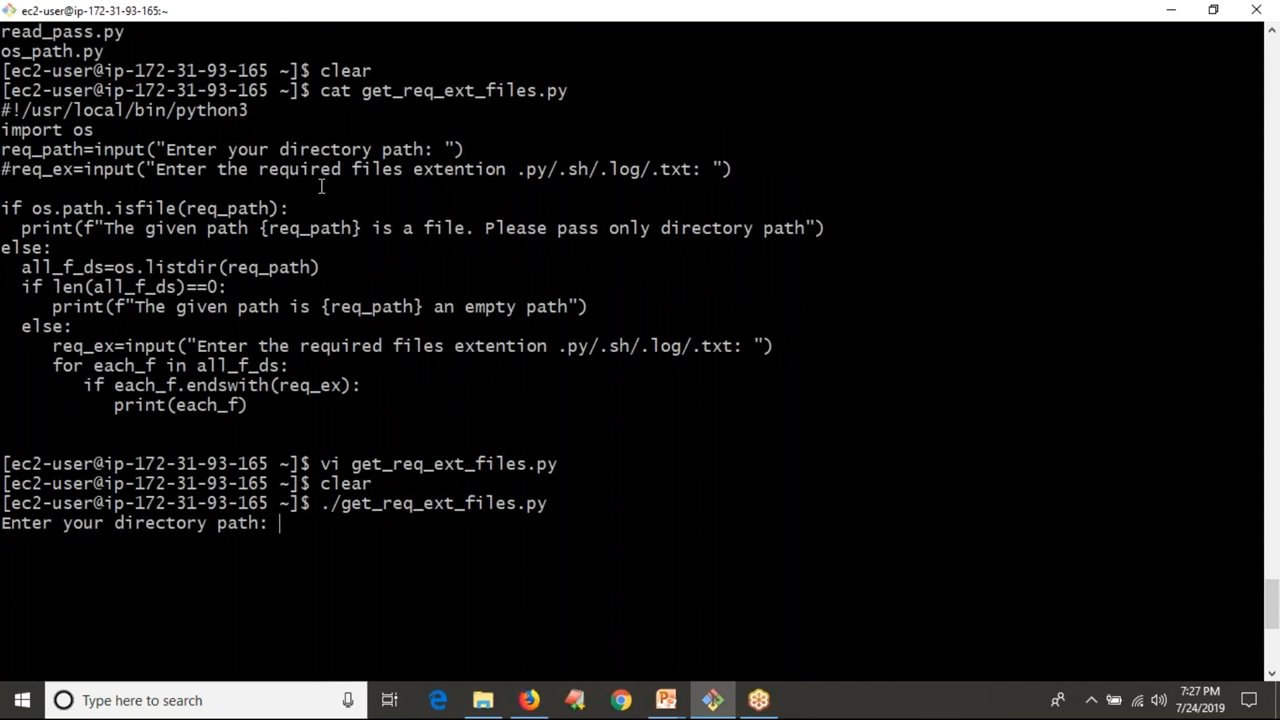 ec2-user@ip-172-31-93-165:~
read_pass.py
os_path.py
[ec2-user@ip-172-31-93-165 ~]$ clear
[ec2-user@ip-172-31-93-165 ~]$ cat get_req_ext_files.py
#!/usr/local/bin/python3
import os
req_path=input("Enter your directory path: ")
#req_ex=input("Enter the required files extention .py/.sh/.log/.txt: ")
if os.path.isfile(req_path):
  print(f"The given path {req_path} is a file. Please pass only directory path")
else:
  all_f_ds=os.listdir(req_path)
  if len(all_f_ds)==0:
     print(f"The given path is {req_path} an empty path")
  else:
     req_ex=input("Enter the required files extention .py/.sh/.log/.txt: ")
     for each_f in all_f_ds:
        if each_f.endswith(req_ex):
           print(each_f)
[ec2-user@ip-172-31-93-165 ~]$ vi get_req_ext_files.py
[ec2-user@ip-172-31-93-165 ~]$ clear
[ec2-user@ip-172-31-93-165 ~]$ ./get_req_ext_files.py
Enter your directory path:
Type here to search
7:27 PM
7/24/2019